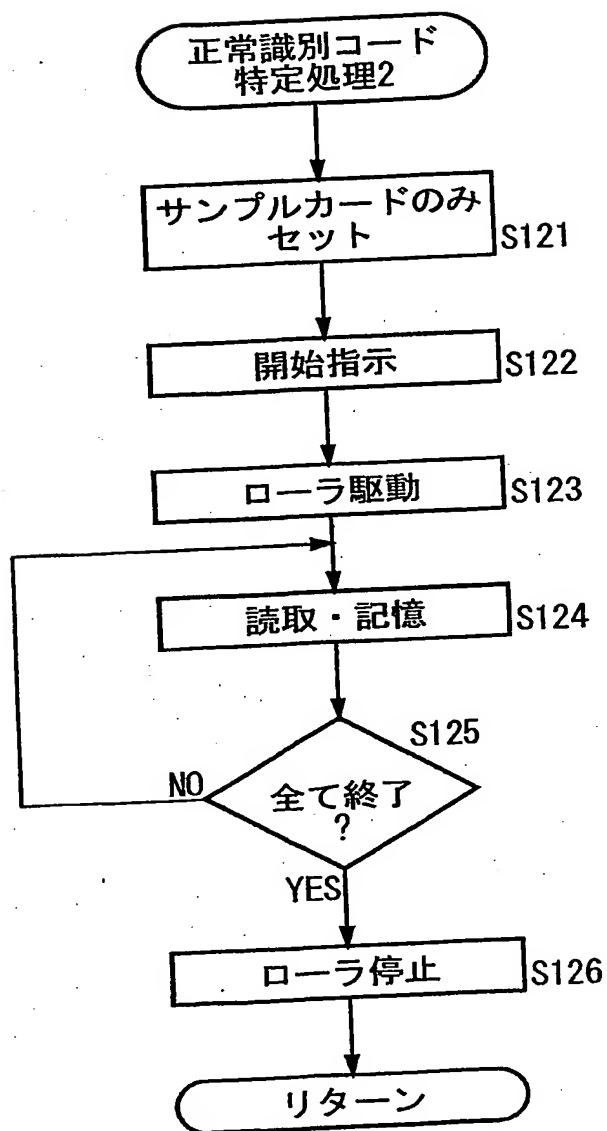 正常識別コード
特定処理2
サンプルカードのみ
セット
S121
開始指示
S122
ローラ駆動
S123
読取・記憶
S124
S125
NO
全て終了
?
YES
ローラ停止
S126
リターン